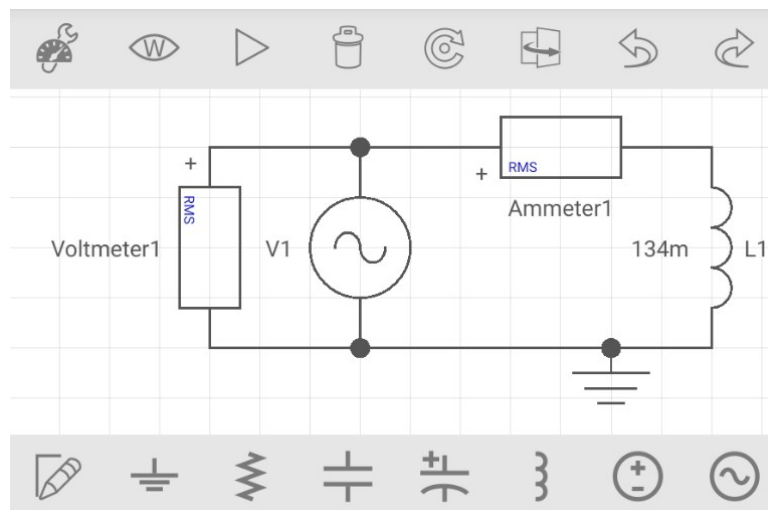 W
+
RMS
Voltmeter1
V1
+
RMS
Ammeter1
134m
L1